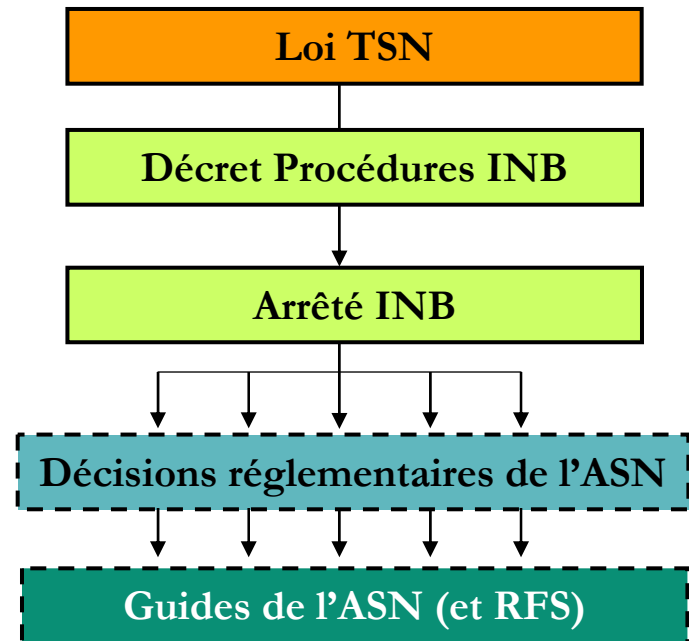 Loi TSN
Décret Procédures INB
Arrêté INB
Décisions réglementaires de l’ASN
Guides de l’ASN (et RFS)